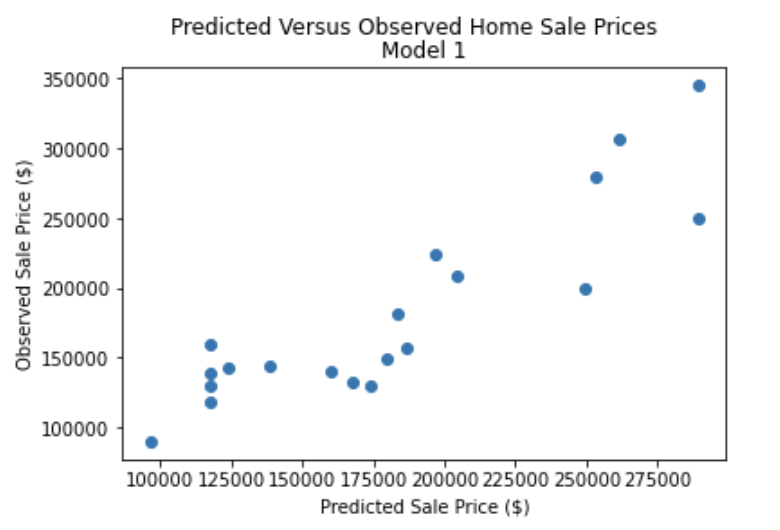 Predicted Versus Observed Home Sale Prices
Model 1
350000
300000
250000
200000
150000
100000
Observed Sale Price ($)
100000 125000 150000 175000 200000 225000 250000 275000
Predicted Sale Price ($)